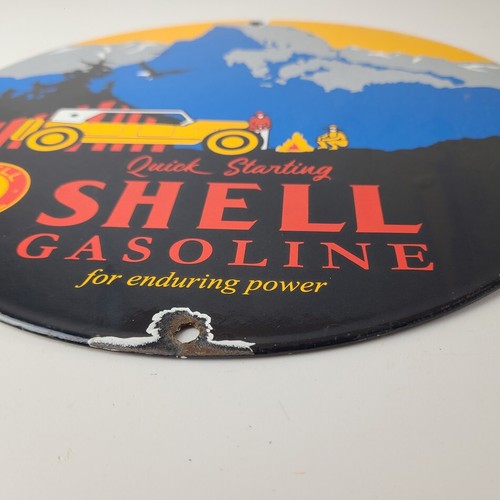 Quick Starting
SHELL
GASOLINE
for enduring power